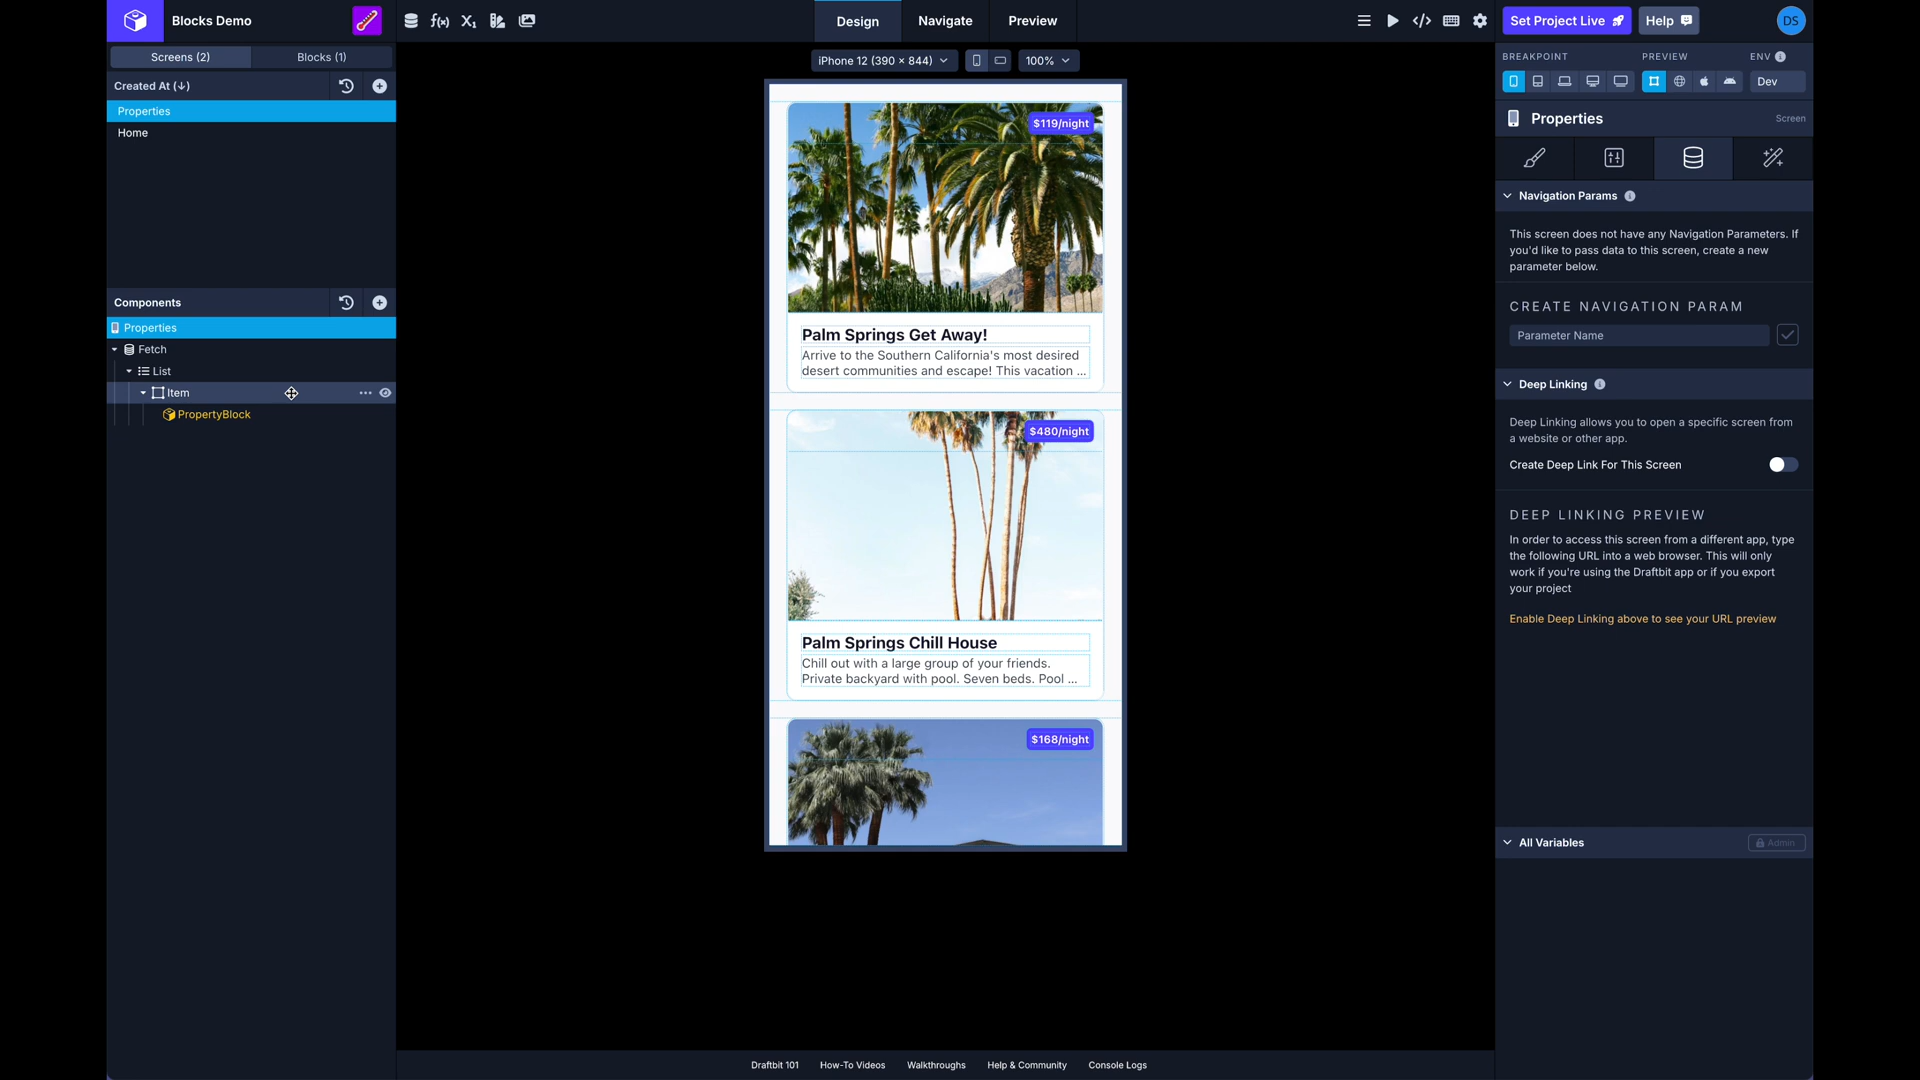 Blocks Demo
f(x)
X₁
Design
Navigate
Preview
Set Project Live
Help
DS
Screens (2)
Blocks (1)
Created At (↓)
Properties
Home
Components
Properties
Fetch
List
Item
PropertyBlock
iPhone 12 (390 × 844)
100%
$119/night
Palm Springs Get Away!
Arrive to the Southern California's most desired
desert communities and escape! This vacation ...
$480/night
Palm Springs Chill House
Chill out with a large group of your friends.
Private backyard with pool. Seven beds. Pool ...
$168/night
BREAKPOINT
PREVIEW
ENV
Dev
Properties
Screen
Navigation Params
This screen does not have any Navigation Parameters. If
you'd like to pass data to this screen, create a new
parameter below.
CREATE NAVIGATION PARAM
Parameter Name
Deep Linking
Deep Linking allows you to open a specific screen from
a website or other app.
Create Deep Link For This Screen
DEEP LINKING PREVIEW
In order to access this screen from a different app, type
the following URL into a web browser. This will only
work if you're using the Draftbit app or if you export
your project
Enable Deep Linking above to see your URL preview
All Variables
Admin
Draftbit 101
How-To Videos
Walkthroughs
Help & Community
Console Logs